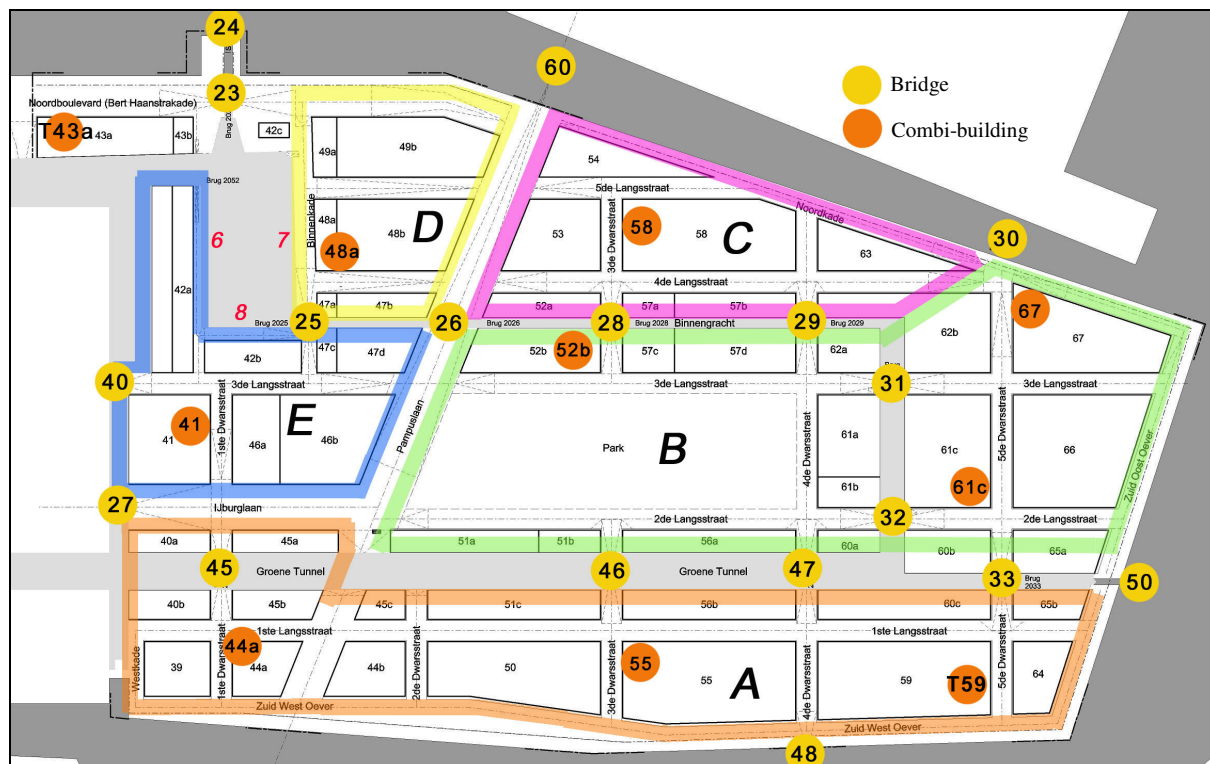 24
60
Bridge
23
Noordboulevard (Bert Haanstrakade)
Combi-building
T43a
43a
43b
42c
49a
49b
54
Brug 2052
5de Langsstraat
Noordkade
Binnenkade
48a
48b
D
53
3de Dwarsstraat
58
58
C
63
30
6
7
48a
42a
4de Langsstraat
8
47a
47b
52a
57a
57b
62b
67
67
Brug 2025
25
26
Brug 2026
28
Brug 2028
Binnengracht
29
Brug 2029
42b
47c
47d
52b
52b
57c
57d
62a
Brug
40
3de Langsstraat
3de Langsstraat
31
3de Langsstraat
41
41
1ste Dwarsstraat
46a
E
46b
Pampuslaan
Park
B
4de Dwarsstraat
61a
61c
5de Dwarsstraat
66
Zuid Oost Oever
61b
61c
27
IJburglaan
2de Langsstraat
32
2de Langsstraat
40a
45a
51a
51b
56a
60a
60b
65a
45
Groene Tunnel
46
Groene Tunnel
47
33
Brug
2033
50
40b
45b
45c
51c
56b
60c
65b
1ste Langsstraat
1ste Langsstraat
Westkade
39
1ste Dwarsstraat
44a
44a
44b
2de Dwarsstraat
50
3de Dwarsstraat
55
55
A
4de Dwarsstraat
59
T59
5de Dwarsstraat
64
Zuid West Oever
Zuid West Oever
48